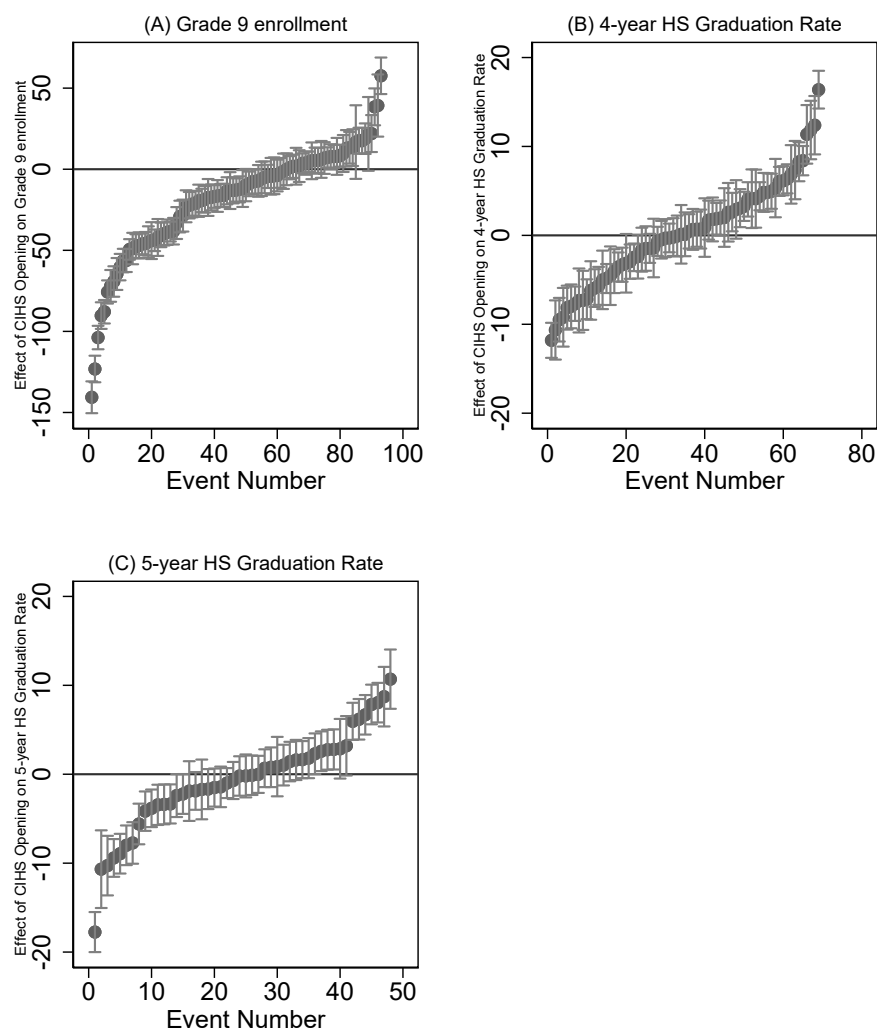 (A) Grade 9 enrollment
Effect of CIHS Opening on Grade 9 enrollment
50
0
-50
-100
-150
0 20 40 60 80 100
Event Number
(B) 4-year HS Graduation Rate
Effect of CIHS Opening on 4-year HS Graduation Rate
20
10
0
-10
-20
0 20 40 60 80
Event Number
(C) 5-year HS Graduation Rate
Effect of CIHS Opening on 5-year HS Graduation Rate
20
10
0
-10
-20
0 10 20 30 40 50
Event Number